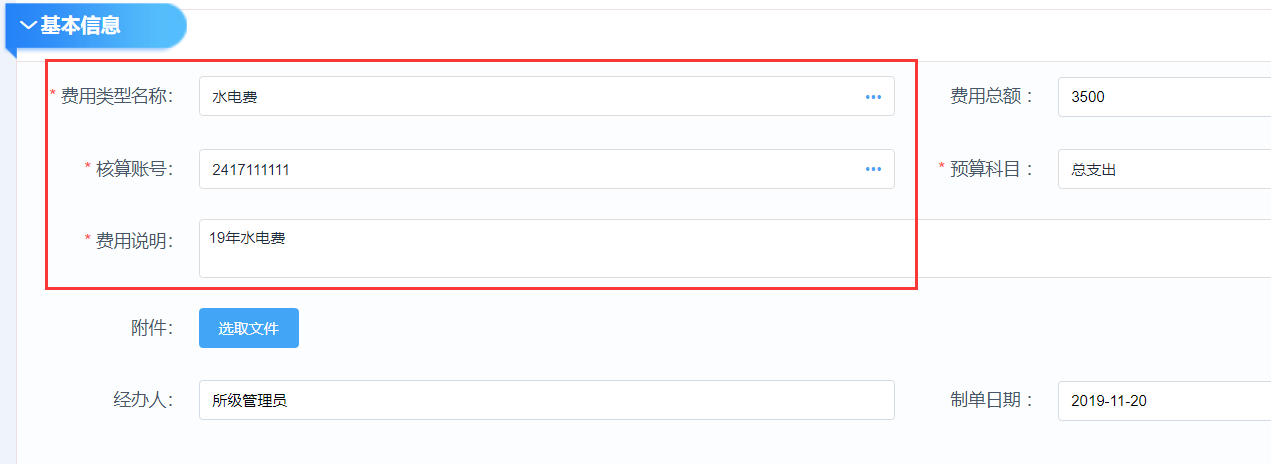 基本信息
* 费用类型名称: 水电费 ••• 费用总额： 3500
* 核算账号: 2417111111 ••• * 预算科目： 总支出
* 费用说明: 19年水电费
附件: 选取文件
经办人: 所级管理员 制单日期： 2019-11-20